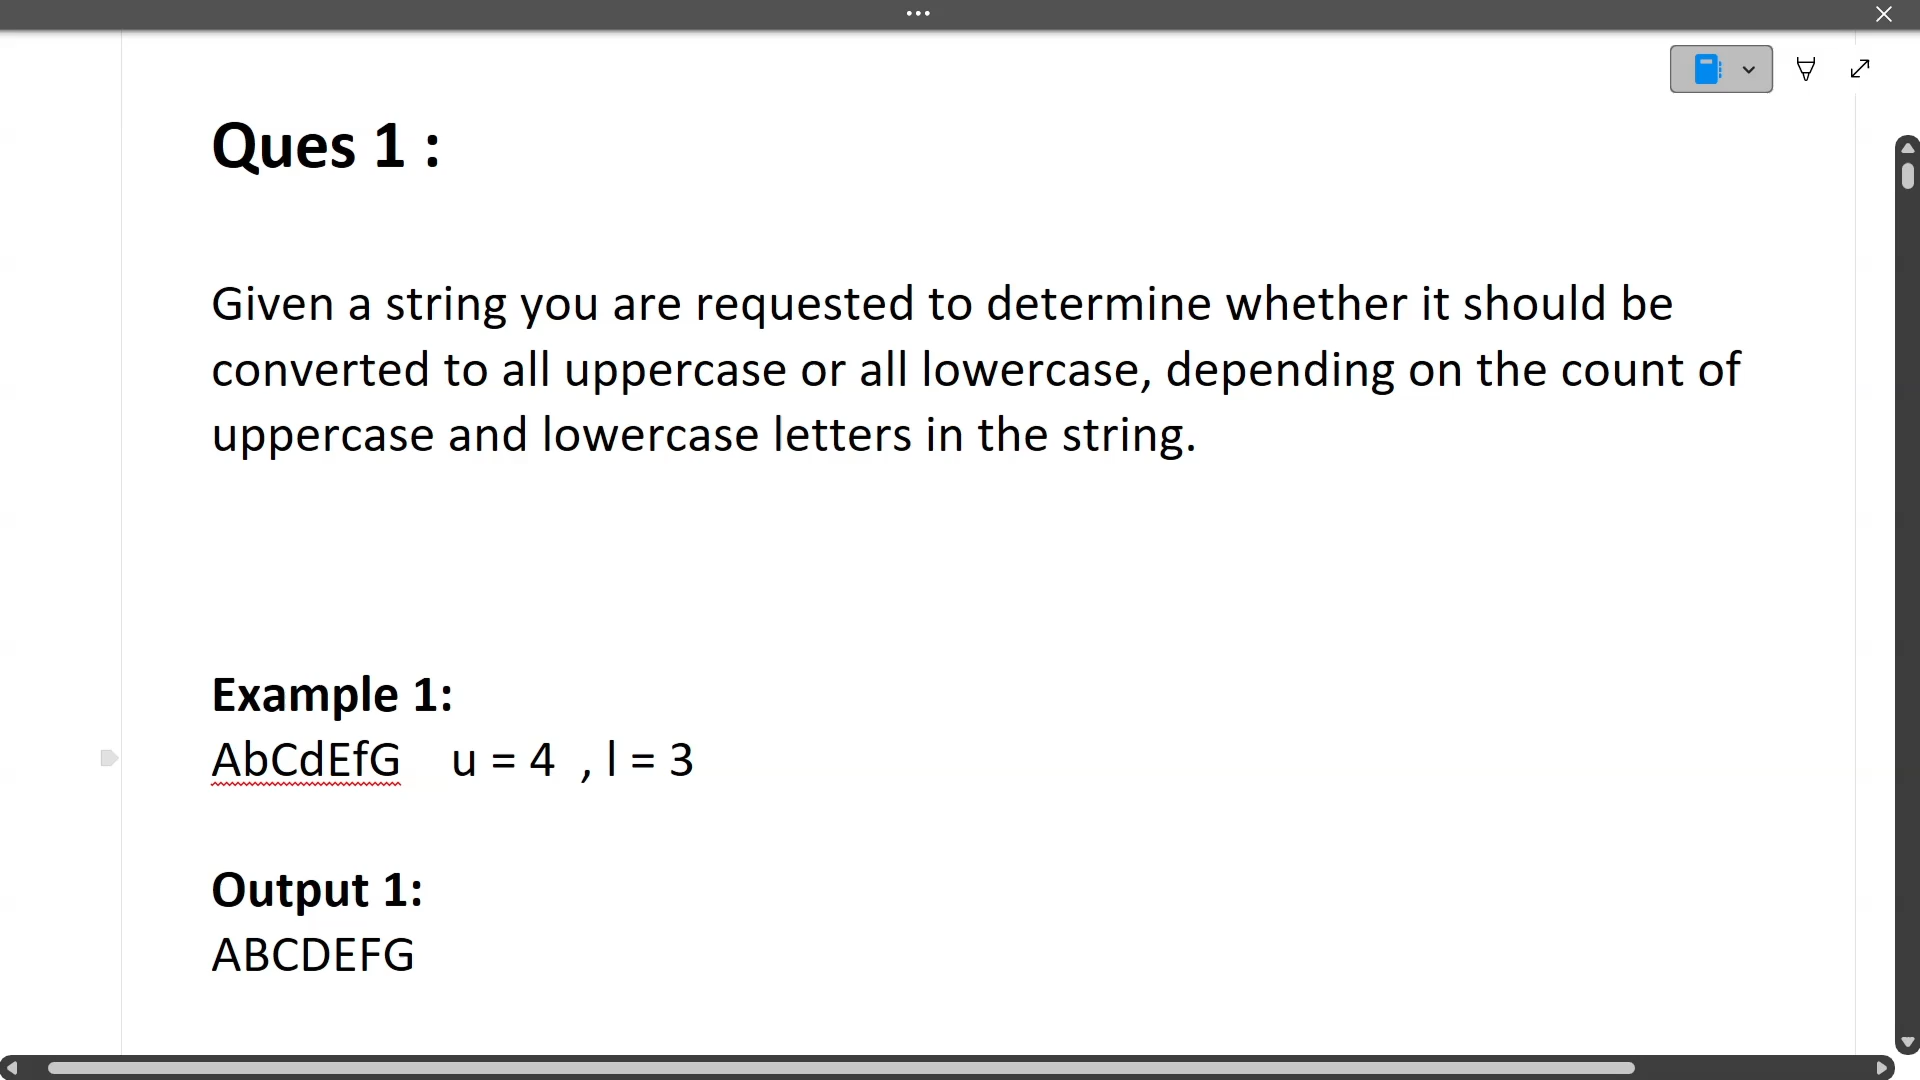 Ques 1 :
Given a string you are requested to determine whether it should be
converted to all uppercase or all lowercase, depending on the count of
uppercase and lowercase letters in the string.
Example 1:
AbCdEfG    u = 4  , l = 3
Output 1:
ABCDEFG